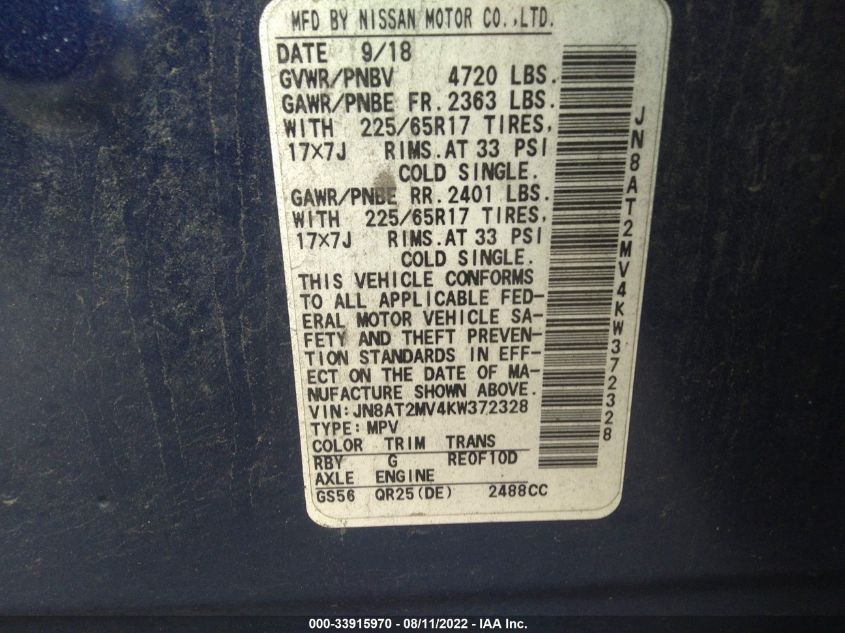 MFD BY NISSAN MOTOR CO.,LTD.
DATE 9/18
GVWR/PNBV 4720 LBS.
GAWR/PNBE FR. 2363 LBS.
WITH 225/65R17 TIRES,
17X7J RIMS.AT 33 PSI
COLD SINGLE.
GAWR/PNBE RR. 2401 LBS.
WITH 225/65R17 TIRES,
17X7J RIMS.AT 33 PSI
COLD SINGLE.
THIS VEHICLE CONFORMS
TO ALL APPLICABLE FED-
ERAL MOTOR VEHICLE SA-
FETY AND THEFT PREVEN-
TION STANDARDS IN EFF-
ECT ON THE DATE OF MA-
NUFACTURE SHOWN ABOVE.
VIN:JN8AT2MV4KW372328
TYPE:MPV
COLOR TRIM TRANS
RBY G RE0F10D
AXLE ENGINE
GS56 QR25(DE) 2488CC
JN8AT2MV4KW372328
000-33915970 - 08/11/2022 - IAA Inc.